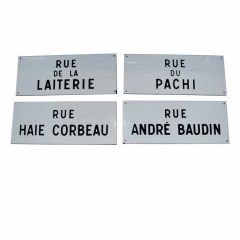 RUE
DE LA
LAITERIE
RUE
DU
PACHI
RUE
HAIE CORBEAU
RUE
ANDRÉ BAUDIN